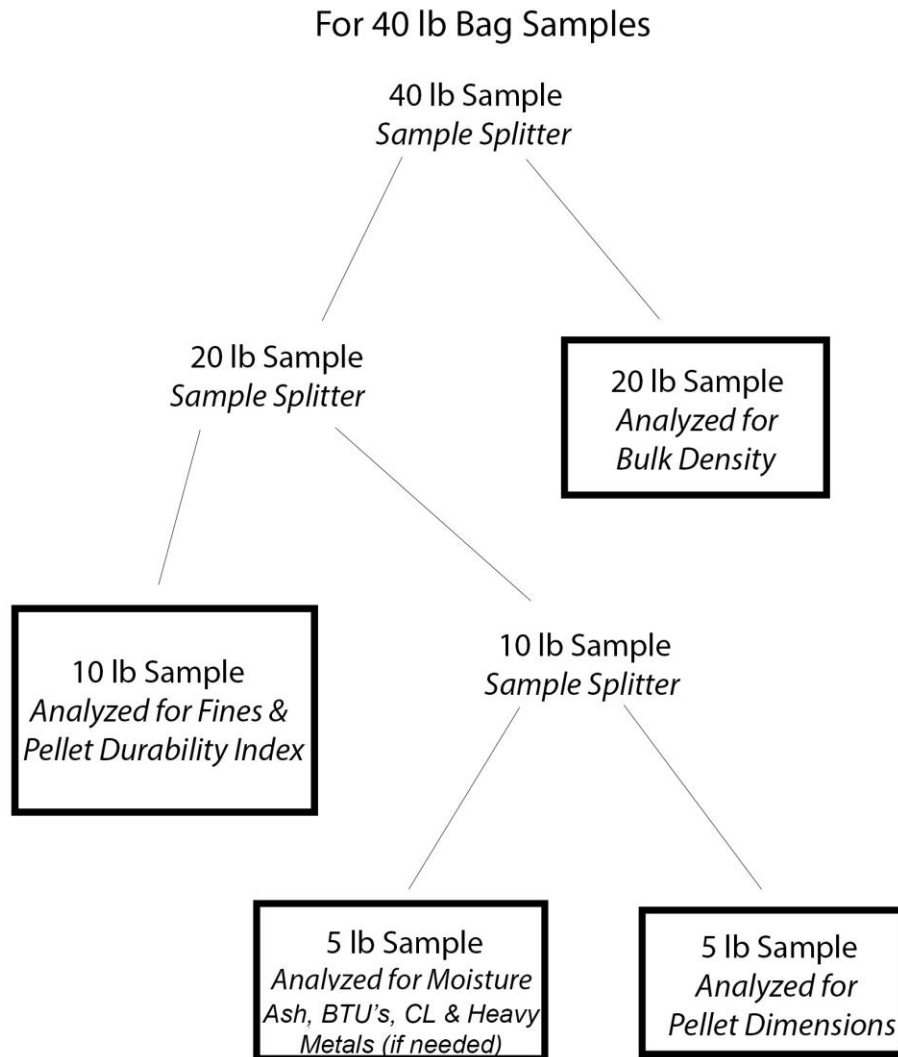 For 40 lb Bag Samples
40 lb Sample
Sample Splitter
20 lb Sample
Sample Splitter
20 lb Sample
Analyzed for
Bulk Density
10 lb Sample
Analyzed for Fines &
Pellet Durability Index
10 lb Sample
Sample Splitter
5 lb Sample
Analyzed for Moisture
Ash, BTU's, CL & Heavy
Metals (if needed)
5 lb Sample
Analyzed for
Pellet Dimensions